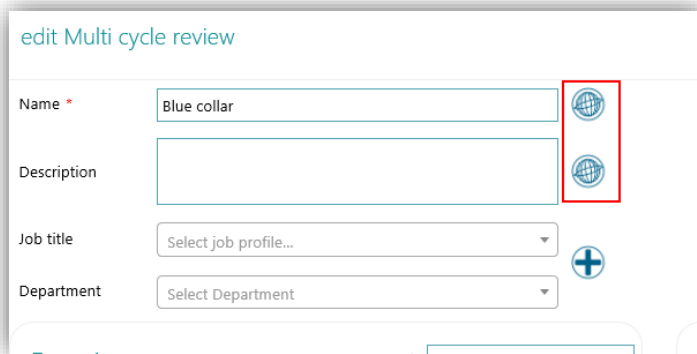 edit Multi cycle review
Name *
Blue collar
Description
Job title
Select job profile...
Department
Select Department